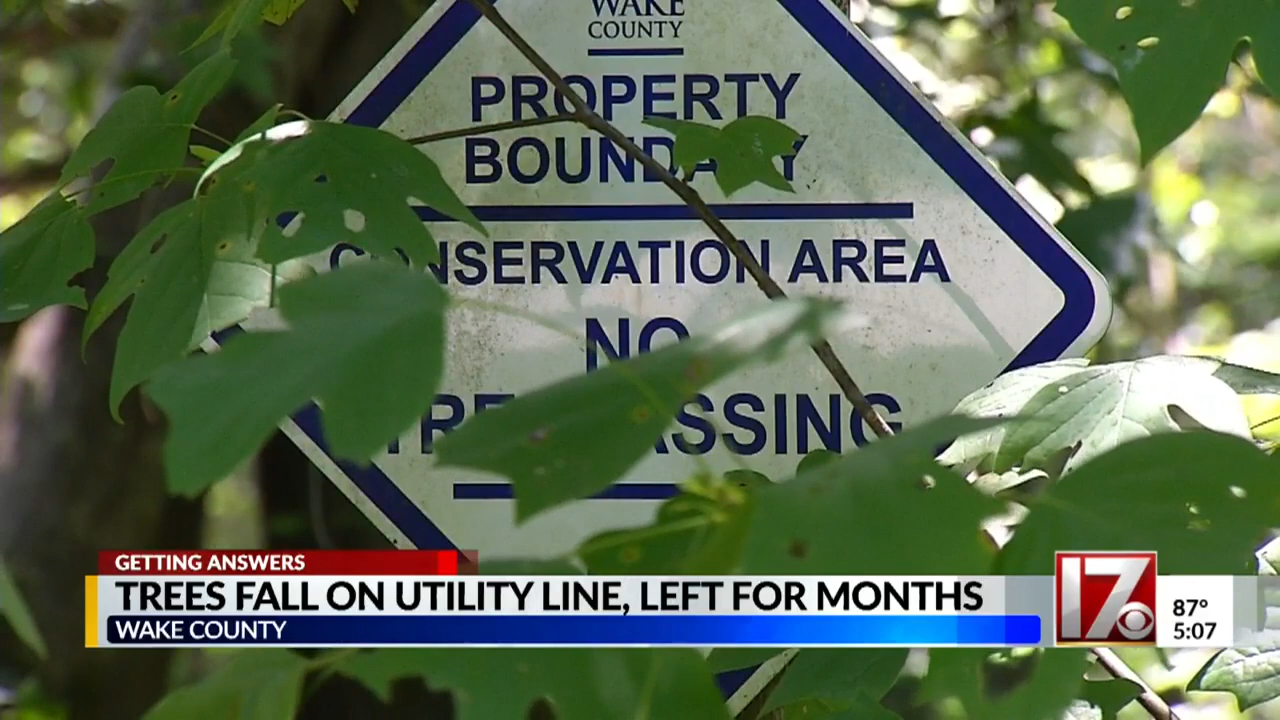 WAKE
COUNTY
PROPERTY
BOUNDARY
CONSERVATION AREA
NO
TRESPASSING
GETTING ANSWERS
TREES FALL ON UTILITY LINE, LEFT FOR MONTHS
WAKE COUNTY
17
87°
5:07